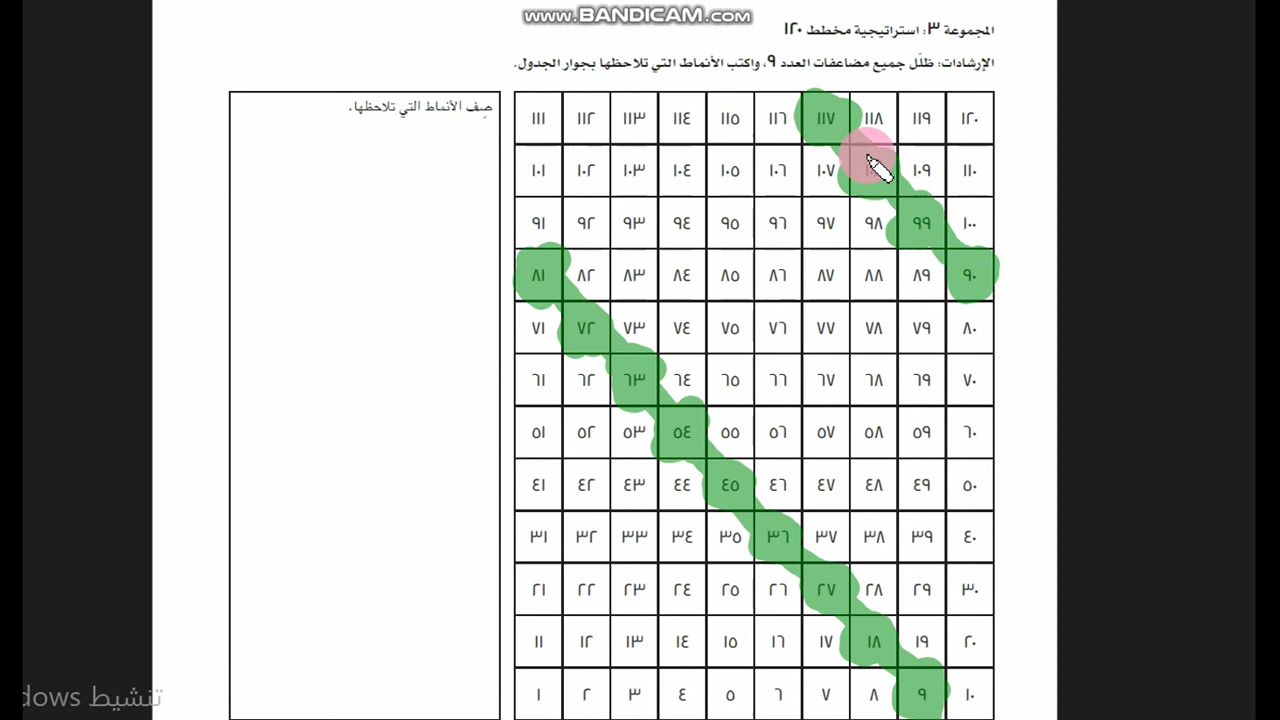 www.BANDICAM.com
المجموعة ٣: استراتيجية مخطط ١٢٠
الإرشادات: ظلّل جميع مضاعفات العدد ٩، واكتب الأنماط التي تلاحظها بجوار الجدول.
صِف الأنماط التي تلاحظها.
١١١ ١١٢ ١١٣ ١١٤ ١١٥ ١١٦ ١١٧ ١١٨ ١١٩ ١٢٠
١٠١ ١٠٢ ١٠٣ ١٠٤ ١٠٥ ١٠٦ ١٠٧ ١٠٩ ١١٠
٩١ ٩٢ ٩٣ ٩٤ ٩٥ ٩٦ ٩٧ ٩٨ ٩٩ ١٠٠
٨١ ٨٢ ٨٣ ٨٤ ٨٥ ٨٦ ٨٧ ٨٨ ٨٩ ٩٠
٧١ ٧٢ ٧٣ ٧٤ ٧٥ ٧٦ ٧٧ ٧٨ ٧٩ ٨٠
٦١ ٦٢ ٦٣ ٦٤ ٦٥ ٦٦ ٦٧ ٦٨ ٦٩ ٧٠
٥١ ٥٢ ٥٣ ٥٤ ٥٥ ٥٦ ٥٧ ٥٨ ٥٩ ٦٠
٤١ ٤٢ ٤٣ ٤٤ ٤٥ ٤٦ ٤٧ ٤٨ ٤٩ ٥٠
٣١ ٣٢ ٣٣ ٣٤ ٣٥ ٣٦ ٣٧ ٣٨ ٣٩ ٤٠
٢١ ٢٢ ٢٣ ٢٤ ٢٥ ٢٦ ٢٧ ٢٨ ٢٩ ٣٠
١١ ١٢ ١٣ ١٤ ١٥ ١٦ ١٧ ١٨ ١٩ ٢٠
١ ٢ ٣ ٤ ٥ ٦ ٧ ٨ ٩ ١٠
تنشيط dows